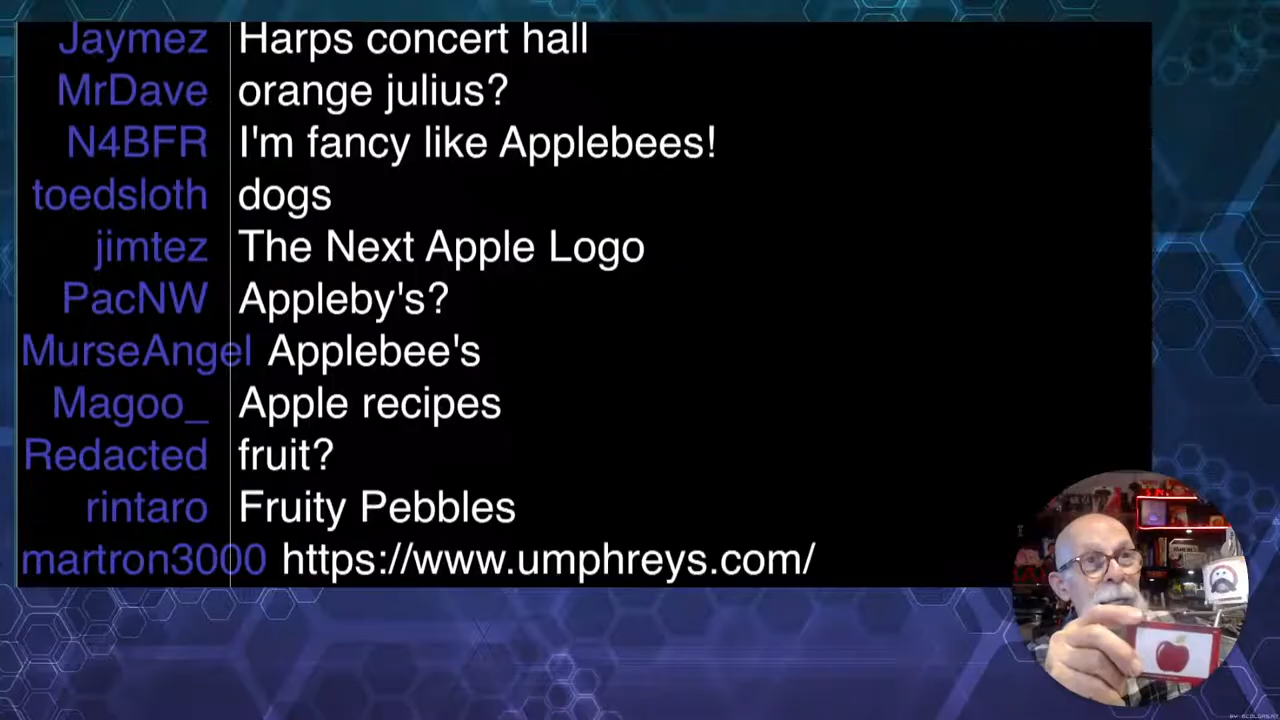 Jaymez Harps concert hall
MrDave orange julius?
N4BFR I'm fancy like Applebees!
toedsloth dogs
jimtez The Next Apple Logo
PacNW Appleby's?
MurseAngel Applebee's
Magoo_ Apple recipes
Redacted fruit?
rintaro Fruity Pebbles
martron3000 https://www.umphreys.com/